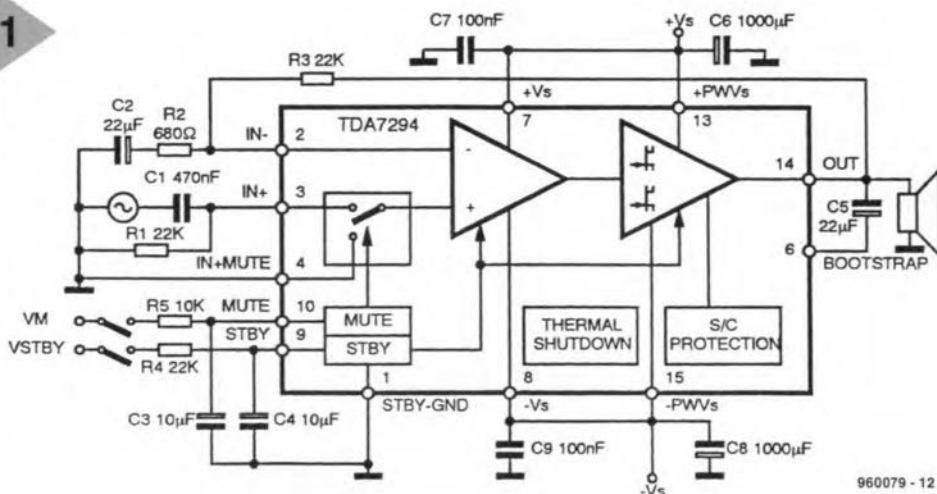 1
C7 100nF
+Vs
C6 1000µF
R3 22K
+Vs
+PWVs
C2
22µF
R2
680Ω
IN-
2
TDA7294
7
13
-
14
OUT
C1 470nF
IN+
3
+
C5
22µF
R1 22K
4
6
IN+MUTE
BOOTSTRAP
VM
R5 10K
MUTE
10
MUTE
THERMAL
SHUTDOWN
S/C
PROTECTION
VSTBY
STBY
9
STBY
R4 22K
1
8
15
STBY-GND
-Vs
-PWVs
C3 10µF
C4 10µF
C9 100nF
C8 1000µF
-Vs
960079 - 12